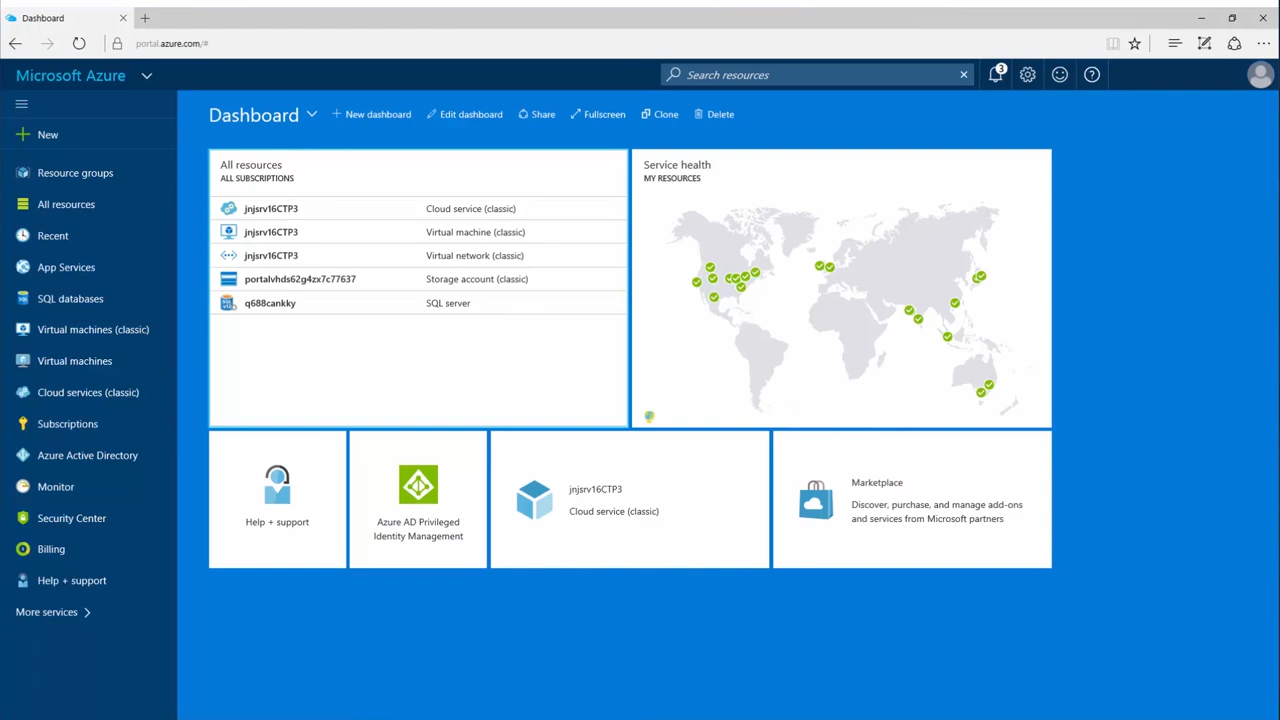 Dashboard
portal.azure.com/#
Microsoft Azure
Search resources
3
New
Resource groups
All resources
Recent
App Services
SQL databases
Virtual machines (classic)
Virtual machines
Cloud services (classic)
Subscriptions
Azure Active Directory
Monitor
Security Center
Billing
Help + support
More services
Dashboard
New dashboard
Edit dashboard
Share
Fullscreen
Clone
Delete
All resources
ALL SUBSCRIPTIONS
jnjsrv16CTP3 Cloud service (classic)
jnjsrv16CTP3 Virtual machine (classic)
jnjsrv16CTP3 Virtual network (classic)
portalvhds62g4zx7c77637 Storage account (classic)
q688cankky SQL server
Service health
MY RESOURCES
Help + support
Azure AD Privileged
Identity Management
jnjsrv16CTP3
Cloud service (classic)
Marketplace
Discover, purchase, and manage add-ons
and services from Microsoft partners